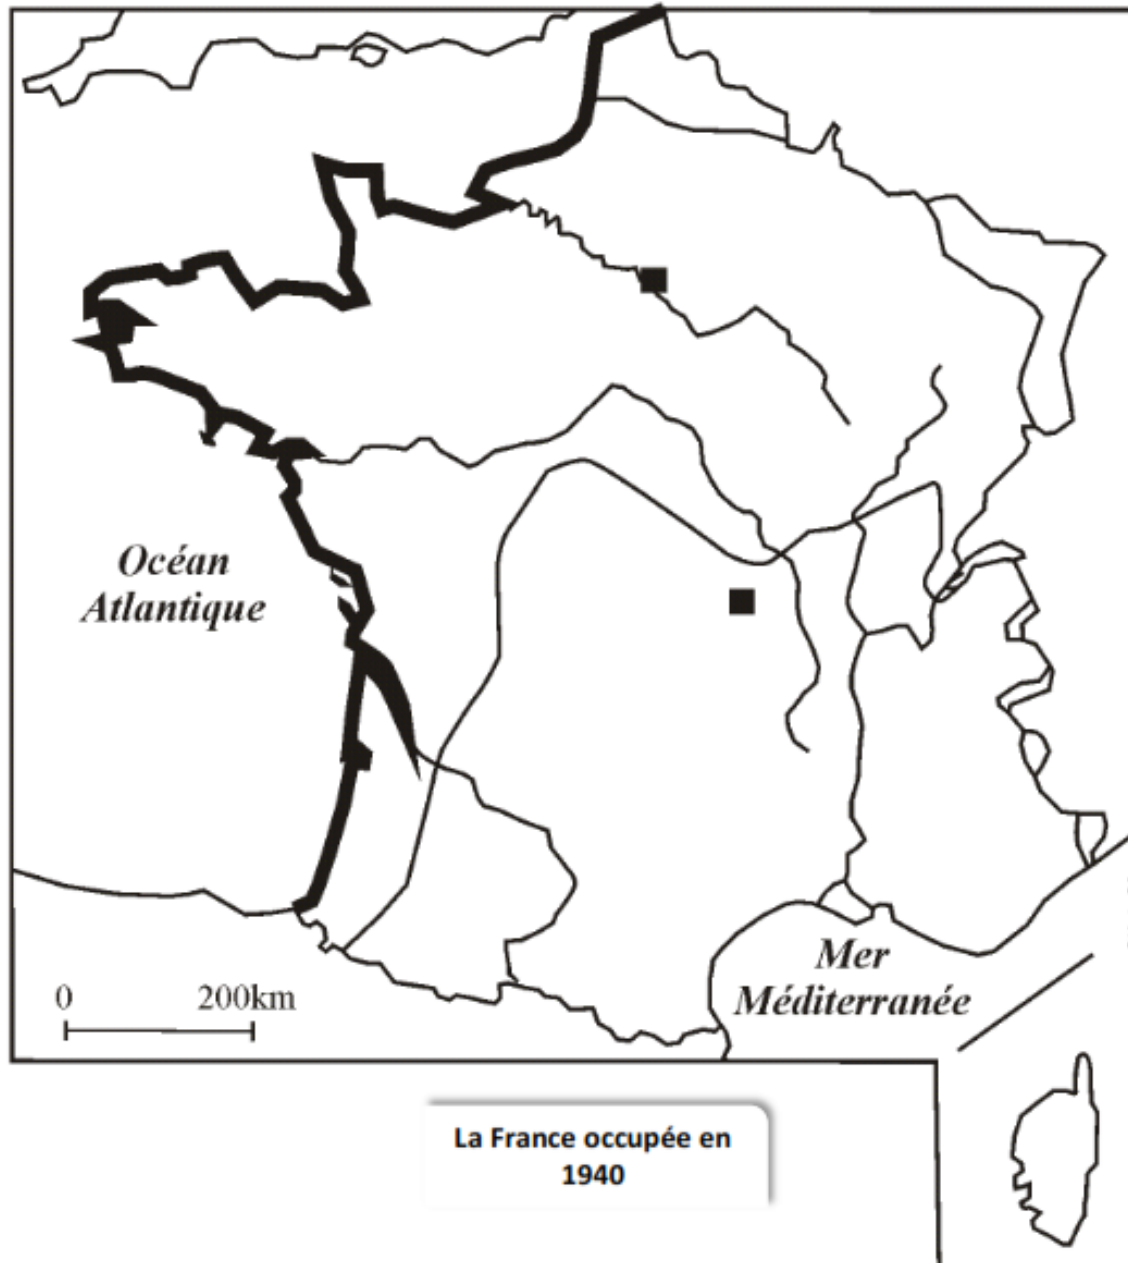 Océan
Atlantique
Mer
Méditerranée
0 200km
La France occupée en
1940